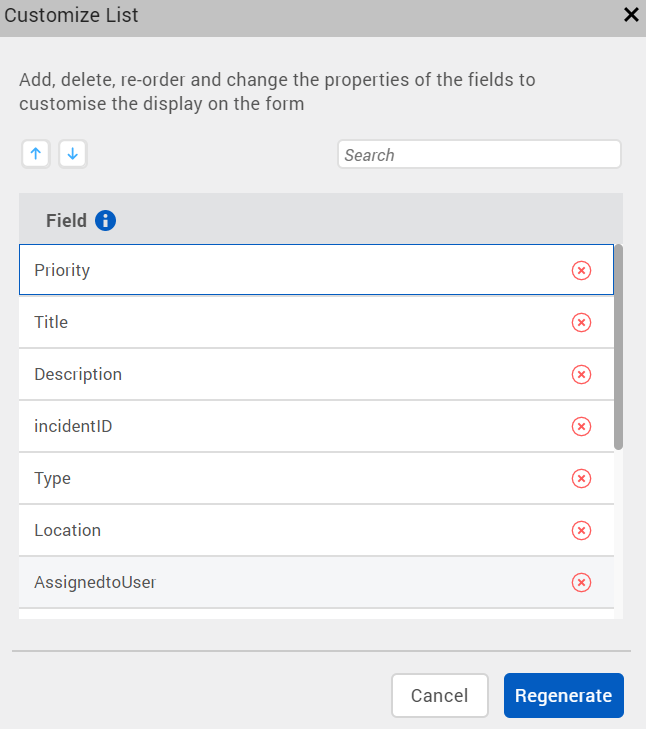 Customize List
Add, delete, re-order and change the properties of the fields to
customise the display on the form
Search
Field
Priority
Title
Description
incidentID
Type
Location
AssignedtoUser
Cancel
Regenerate